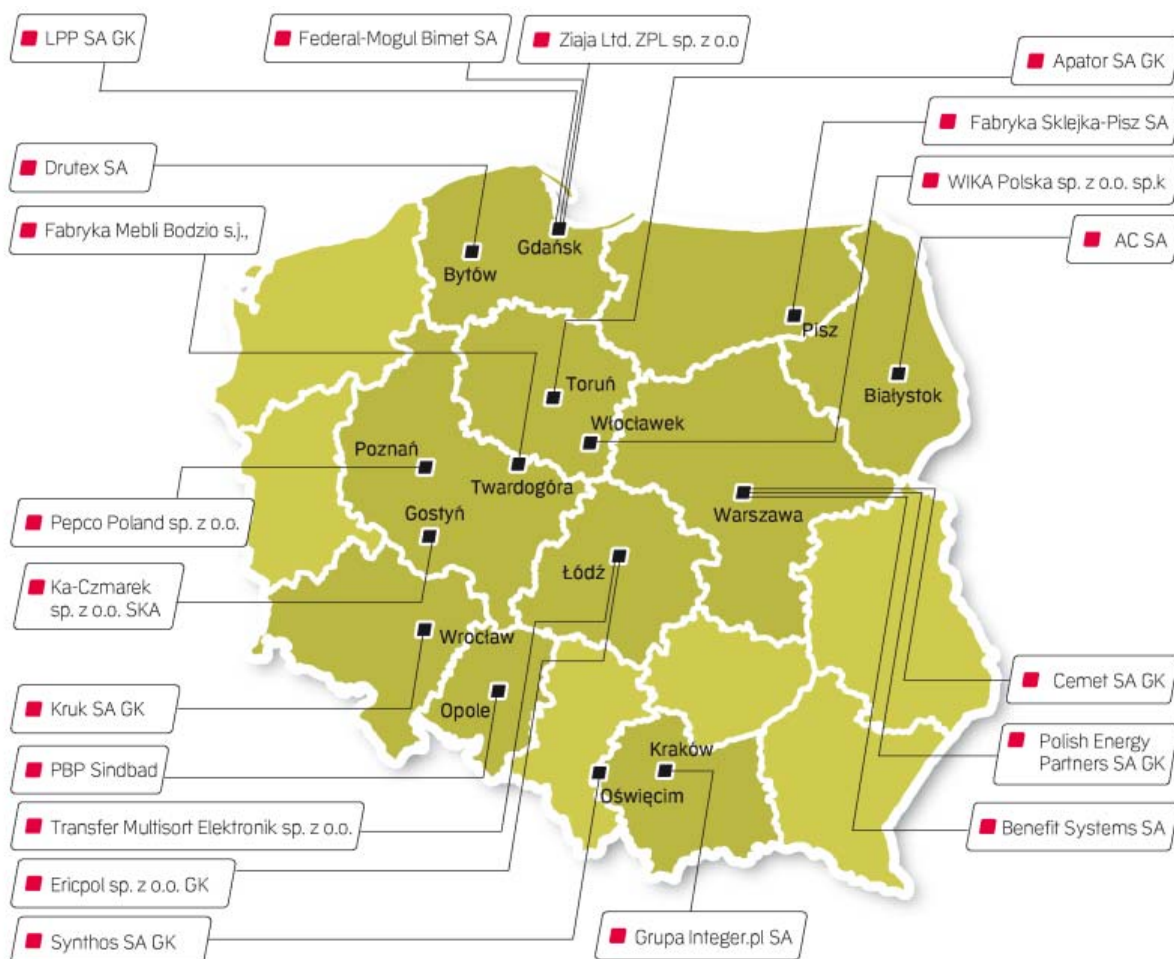 LPP SA GK
Federal-Mogul Bimet SA
Ziaja Ltd. ZPL sp. z o.o
Apator SA GK
Fabryka Sklejka-Pisz SA
Drutex SA
WIKA Polska sp. z o.o. sp.k
Fabryka Mebli Bodzio s.j.,
AC SA
Gdańsk
Bytów
Pisz
Toruń
Białystok
Włocławek
Poznań
Twardogóra
Warszawa
Gostyń
Pepco Poland sp. z o.o.
Łódź
Ka-Czmarek
sp. z o.o. SKA
Wrocław
Opole
Kruk SA GK
Cemet SA GK
Kraków
Polish Energy
Partners SA GK
PBP Sindbad
Oświęcim
Transfer Multisort Elektronik sp. z o.o.
Benefit Systems SA
Ericpol sp. z o.o. GK
Synthos SA GK
Grupa Integer.pl SA